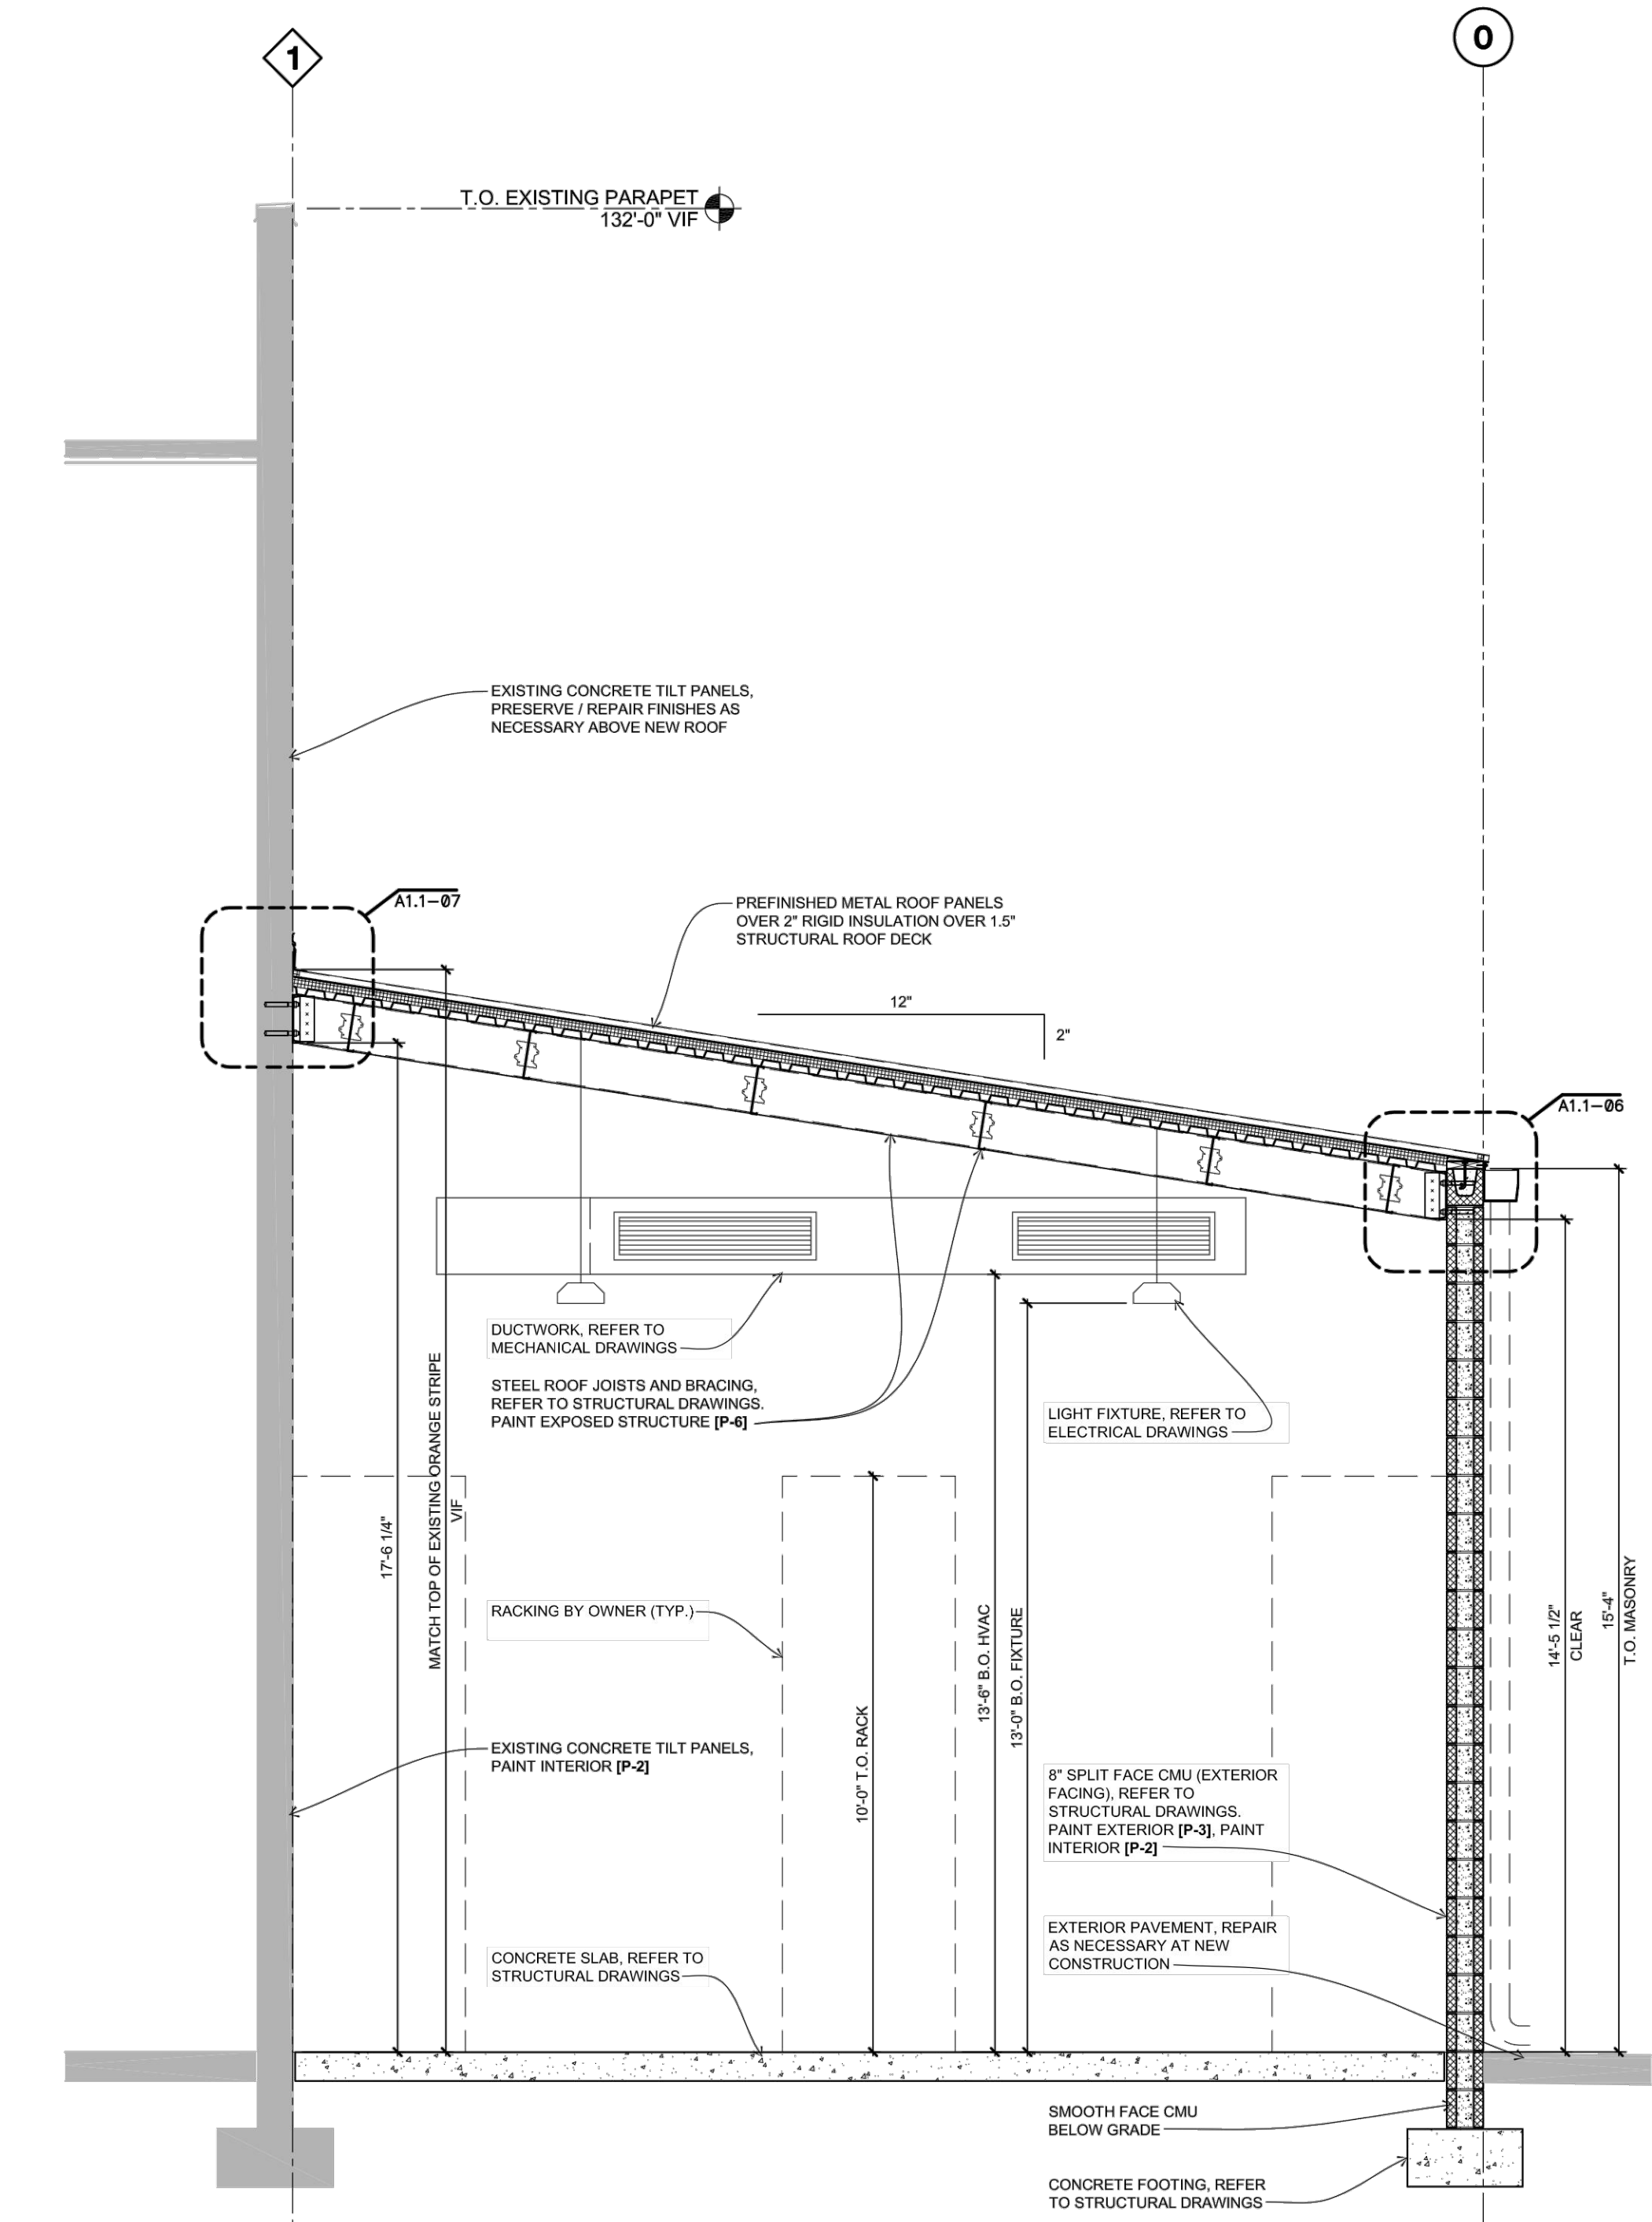 1
0
T.O. EXISTING PARAPET
132'-0" VIF
EXISTING CONCRETE TILT PANELS,
PRESERVE / REPAIR FINISHES AS
NECESSARY ABOVE NEW ROOF
A1.1-07
PREFINISHED METAL ROOF PANELS
OVER 2" RIGID INSULATION OVER 1.5"
STRUCTURAL ROOF DECK
12"
2"
A1.1-06
DUCTWORK, REFER TO
MECHANICAL DRAWINGS
STEEL ROOF JOISTS AND BRACING,
REFER TO STRUCTURAL DRAWINGS.
PAINT EXPOSED STRUCTURE [P-6]
LIGHT FIXTURE, REFER TO
ELECTRICAL DRAWINGS
17'-6 1/4"
MATCH TOP OF EXISTING ORANGE STRIPE
VIF
RACKING BY OWNER (TYP.)
10'-0" T.O. RACK
13'-6" B.O. HVAC
13'-0" B.O. FIXTURE
14'-5 1/2"
CLEAR
15'-4"
T.O. MASONRY
EXISTING CONCRETE TILT PANELS,
PAINT INTERIOR [P-2]
8" SPLIT FACE CMU (EXTERIOR
FACING), REFER TO
STRUCTURAL DRAWINGS.
PAINT EXTERIOR [P-3], PAINT
INTERIOR [P-2]
CONCRETE SLAB, REFER TO
STRUCTURAL DRAWINGS
EXTERIOR PAVEMENT, REPAIR
AS NECESSARY AT NEW
CONSTRUCTION
SMOOTH FACE CMU
BELOW GRADE
CONCRETE FOOTING, REFER
TO STRUCTURAL DRAWINGS